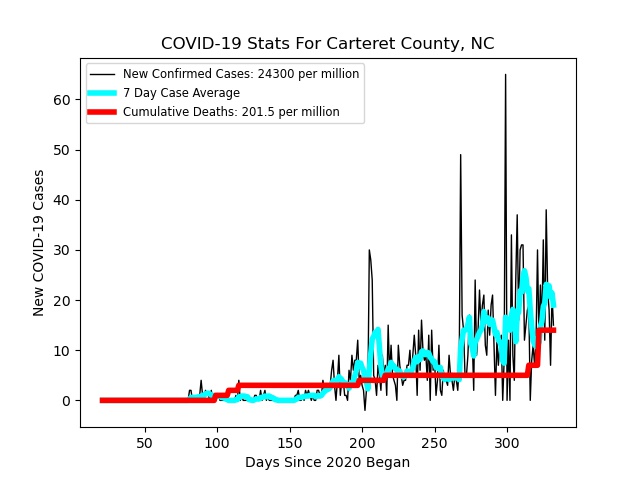 COVID-19 Stats For Carteret County, NC
New Confirmed Cases: 24300 per million
7 Day Case Average
Cumulative Deaths: 201.5 per million
New COVID-19 Cases
60
50
40
30
20
10
0
50 100 150 200 250 300
Days Since 2020 Began